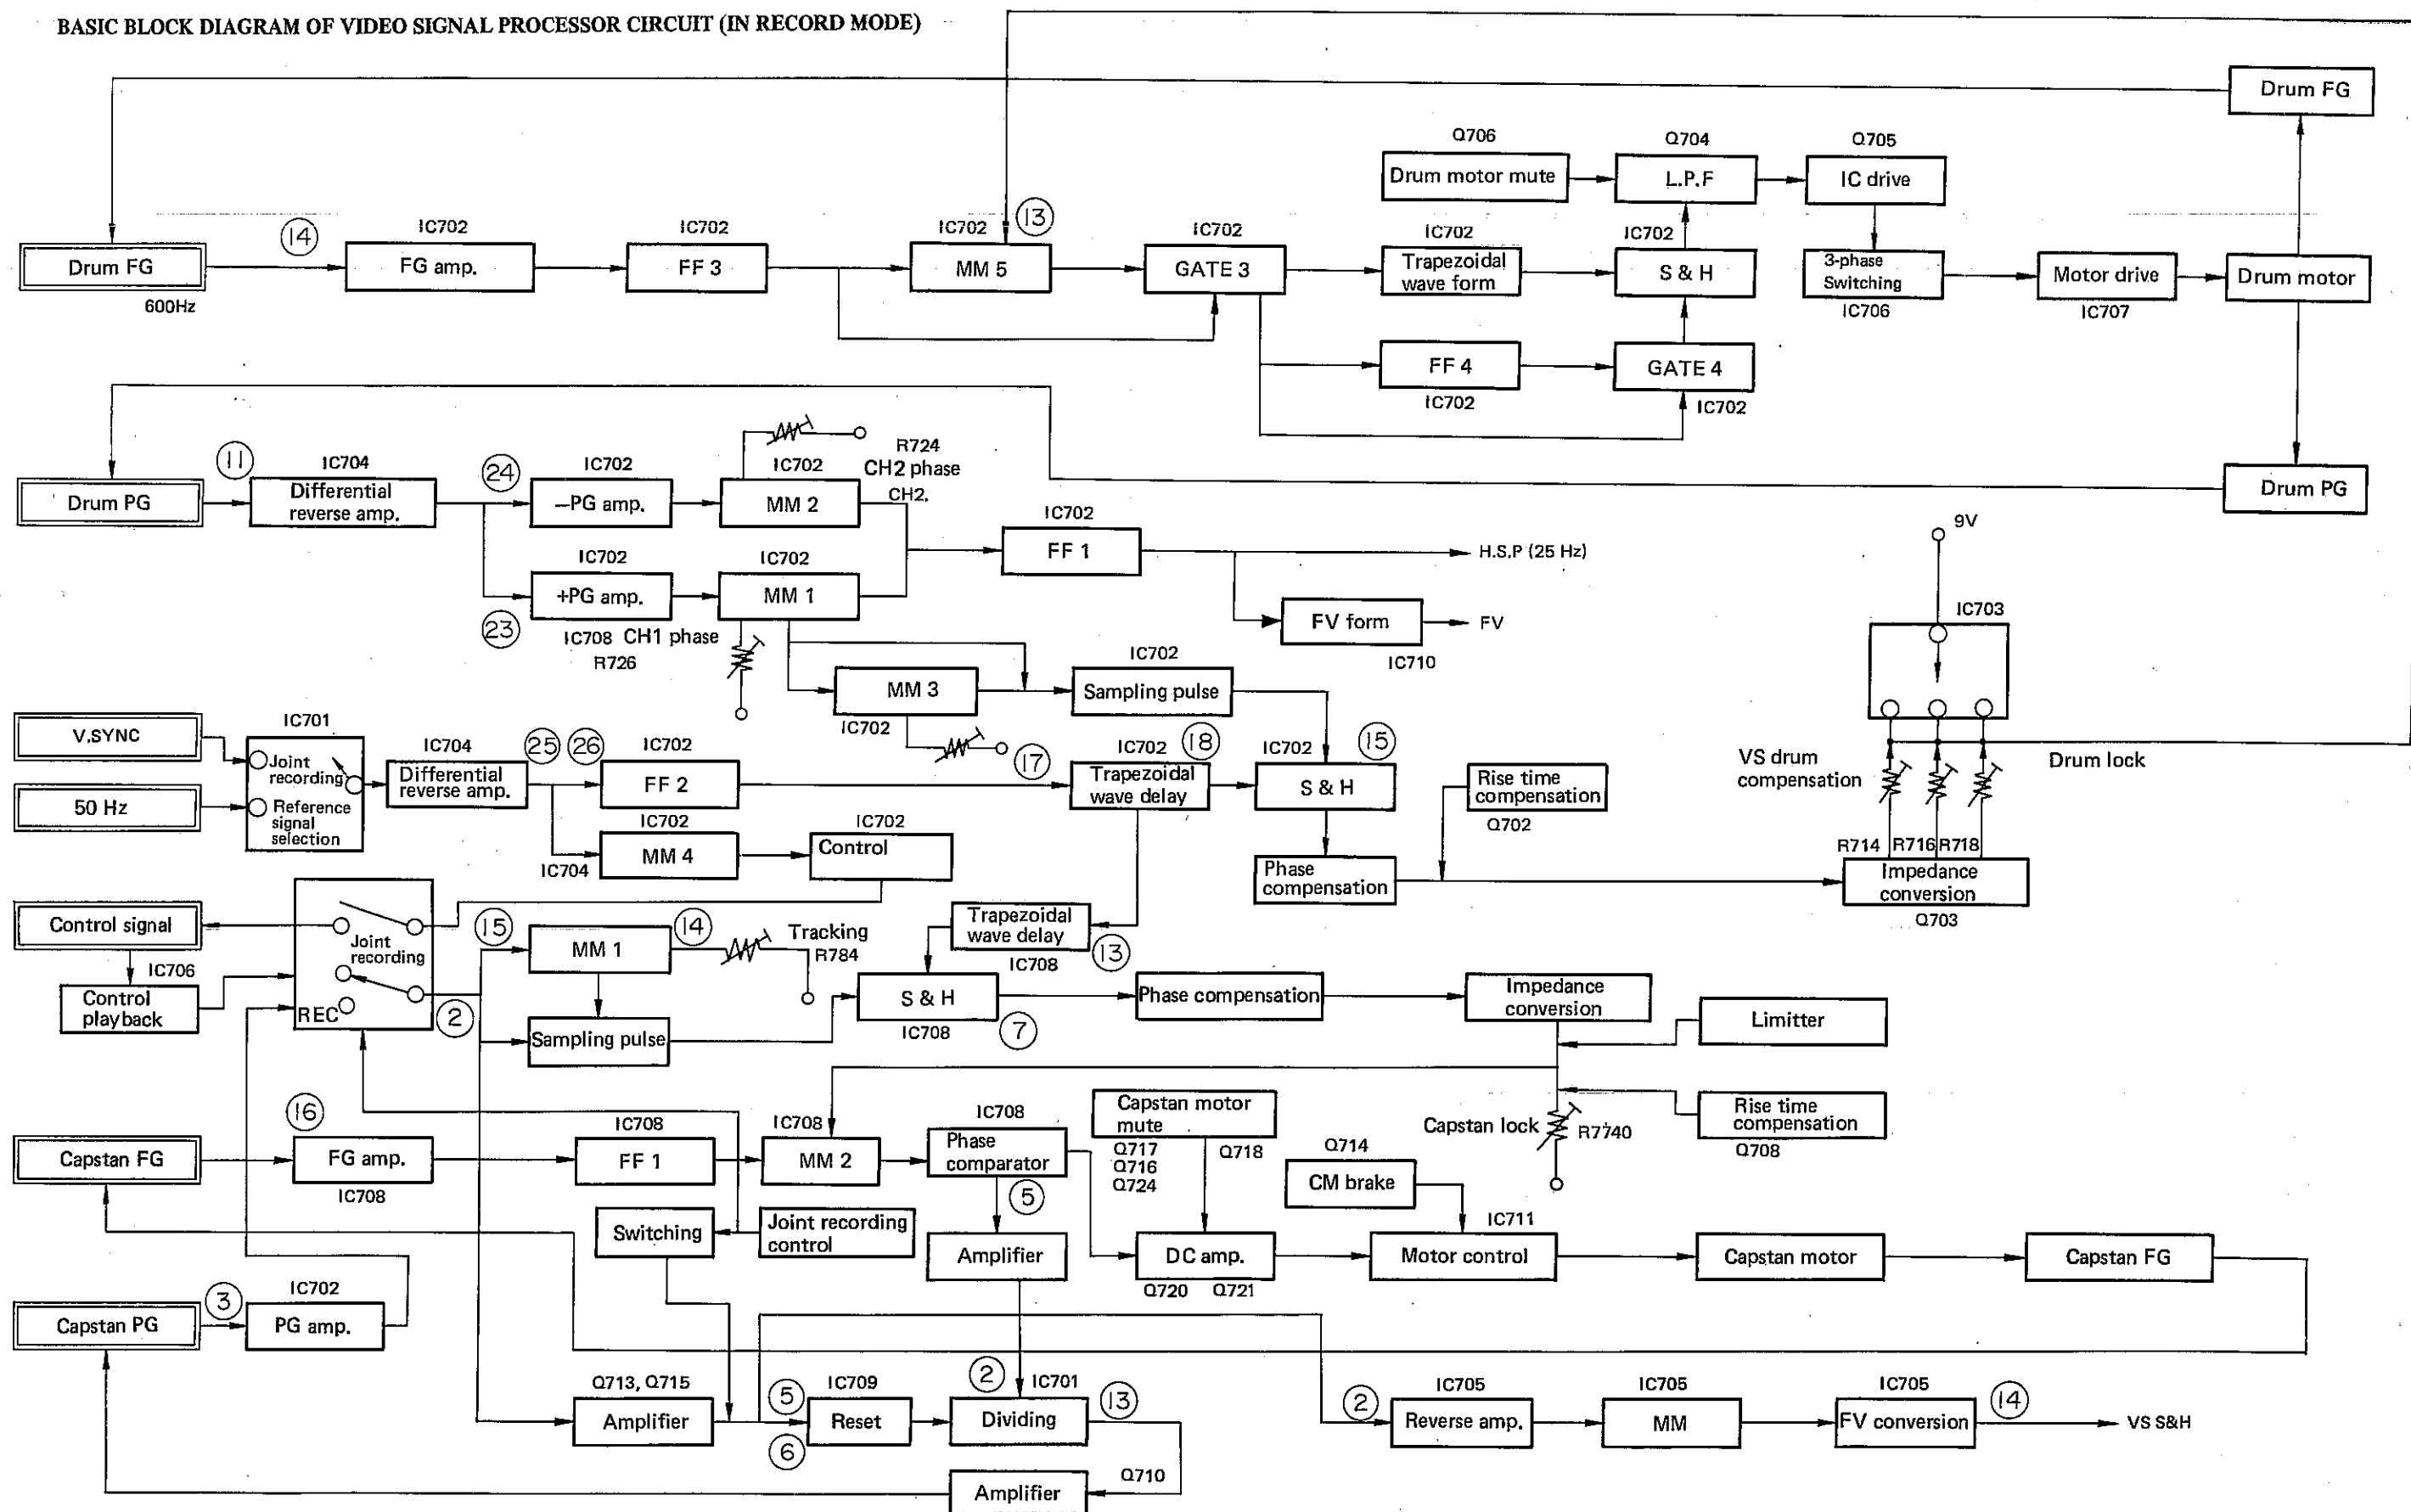 BASIC BLOCK DIAGRAM OF VIDEO SIGNAL PROCESSOR CIRCUIT (IN RECORD MODE)
Drum FG
Q706
Q704
Q705
Drum motor mute
L.P.F
IC drive
14
IC702
IC702
IC702
13
IC702
IC702
IC702
Drum FG
FG amp.
FF 3
MM 5
GATE 3
Trapezoidal
wave form
S & H
3-phase
Switching
Motor drive
Drum motor
600Hz
IC706
IC707
FF 4
GATE 4
IC702
IC702
11
IC704
24
IC702
IC702
R724
CH2 phase
CH2.
Drum PG
Differential
reverse amp.
—PG amp.
MM 2
Drum PG
IC702
IC702
IC702
FF 1
H.S.P (25 Hz)
9V
+PG amp.
MM 1
23
IC708
CH1 phase
R726
FV form
FV
IC710
IC703
IC702
MM 3
Sampling pulse
IC702
V.SYNC
IC701
IC704
25
26
IC702
17
IC702
18
IC702
15
Joint
recording
Differential
reverse amp.
FF 2
Trapezoidal
wave delay
S & H
Rise time
compensation
Q702
VS drum
compensation
Drum lock
50 Hz
Reference
signal
selection
IC702
IC702
IC704
MM 4
Control
R714
R716
R718
Phase
compensation
Impedance
conversion
Q703
Control signal
Joint
recording
15
MM 1
14
Tracking
R784
Trapezoidal
wave delay
13
IC708
IC706
Control
playback
REC
2
S & H
IC708
7
Phase compensation
Impedance
conversion
Limitter
Sampling pulse
16
IC708
IC708
IC708
Capstan motor
mute
Capstan lock
R7740
Rise time
compensation
Q708
Capstan FG
FG amp.
IC708
FF 1
MM 2
Phase
comparator
5
Q717
Q716
Q724
Q718
Q714
CM brake
Switching
Joint recording
control
Amplifier
DC amp.
Q720
Q721
IC711
Motor control
Capstan motor
Capstan FG
3
IC702
Capstan PG
PG amp.
Q713, Q715
5
IC709
2
IC701
13
2
IC705
IC705
IC705
14
Amplifier
Reset
Dividing
Reverse amp.
MM
FV conversion
VS S&H
6
Q710
Amplifier